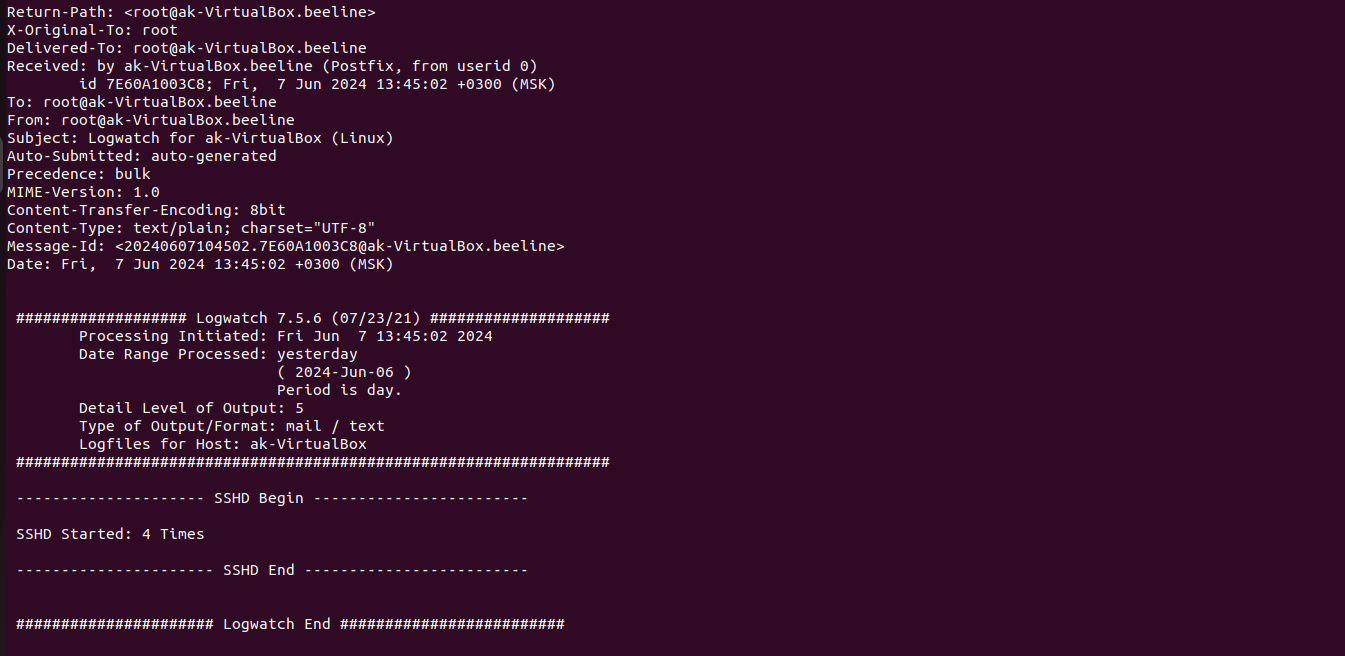 Return-Path: <root@ak-VirtualBox.beeline>
X-Original-To: root
Delivered-To: root@ak-VirtualBox.beeline
Received: by ak-VirtualBox.beeline (Postfix, from userid 0)
        id 7E60A1003C8; Fri,  7 Jun 2024 13:45:02 +0300 (MSK)
To: root@ak-VirtualBox.beeline
From: root@ak-VirtualBox.beeline
Subject: Logwatch for ak-VirtualBox (Linux)
Auto-Submitted: auto-generated
Precedence: bulk
MIME-Version: 1.0
Content-Transfer-Encoding: 8bit
Content-Type: text/plain; charset="UTF-8"
Message-Id: <20240607104502.7E60A1003C8@ak-VirtualBox.beeline>
Date: Fri,  7 Jun 2024 13:45:02 +0300 (MSK)

 ################### Logwatch 7.5.6 (07/23/21) ####################
        Processing Initiated: Fri Jun  7 13:45:02 2024
        Date Range Processed: yesterday
                              ( 2024-Jun-06 )
                              Period is day.
        Detail Level of Output: 5
        Type of Output/Format: mail / text
        Logfiles for Host: ak-VirtualBox
 ##################################################################

 --------------------- SSHD Begin ------------------------

 SSHD Started: 4 Times

 ---------------------- SSHD End -------------------------

 ###################### Logwatch End #########################